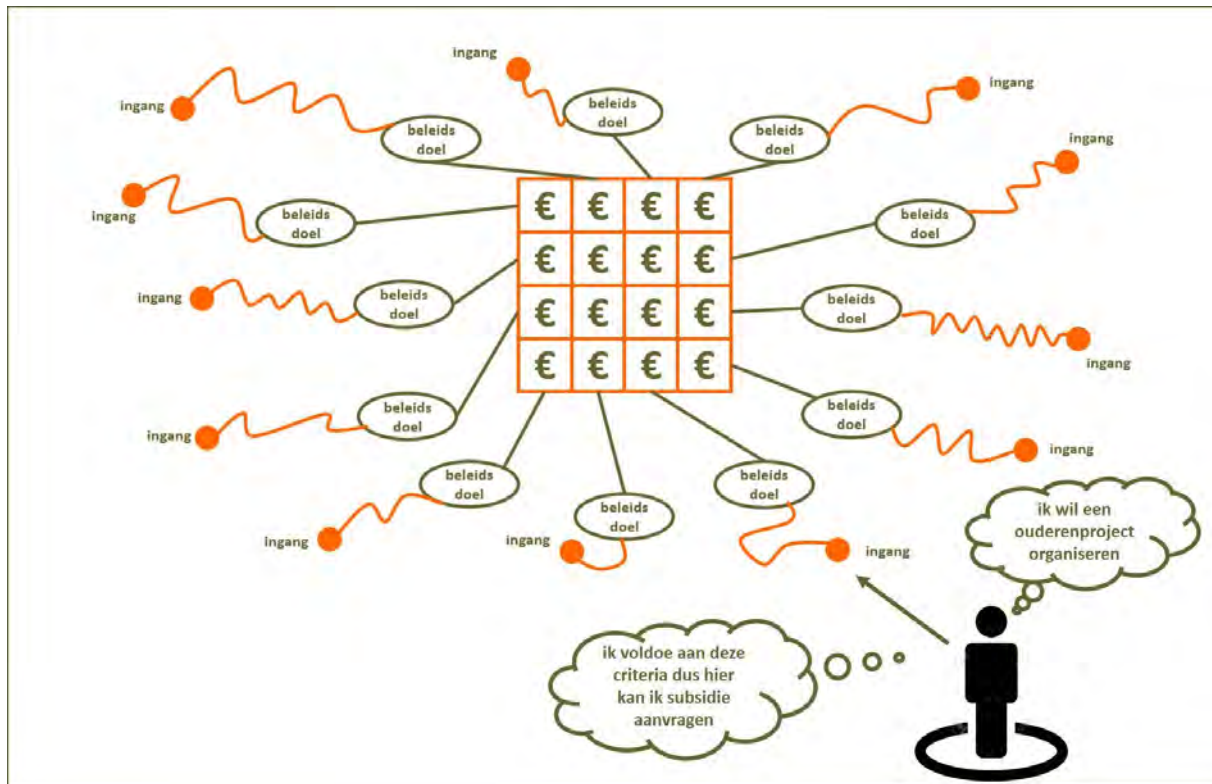 ingang
beleids
doel
ingang
beleids
doel
ingang
beleids
doel
ingang
beleids
doel
ingang
beleids
doel
€ € € €
ingang
beleids
doel
€ € € €
ingang
beleids
doel
€ € € €
ingang
beleids
doel
€ € € €
ingang
beleids
doel
ingang
beleids
doel
ingang
beleids
doel
ingang
beleids
doel
ingang
beleids
doel
ik wil een
ouderenproject
organiseren
ik voldoe aan deze
criteria dus hier
kan ik subsidie
aanvragen